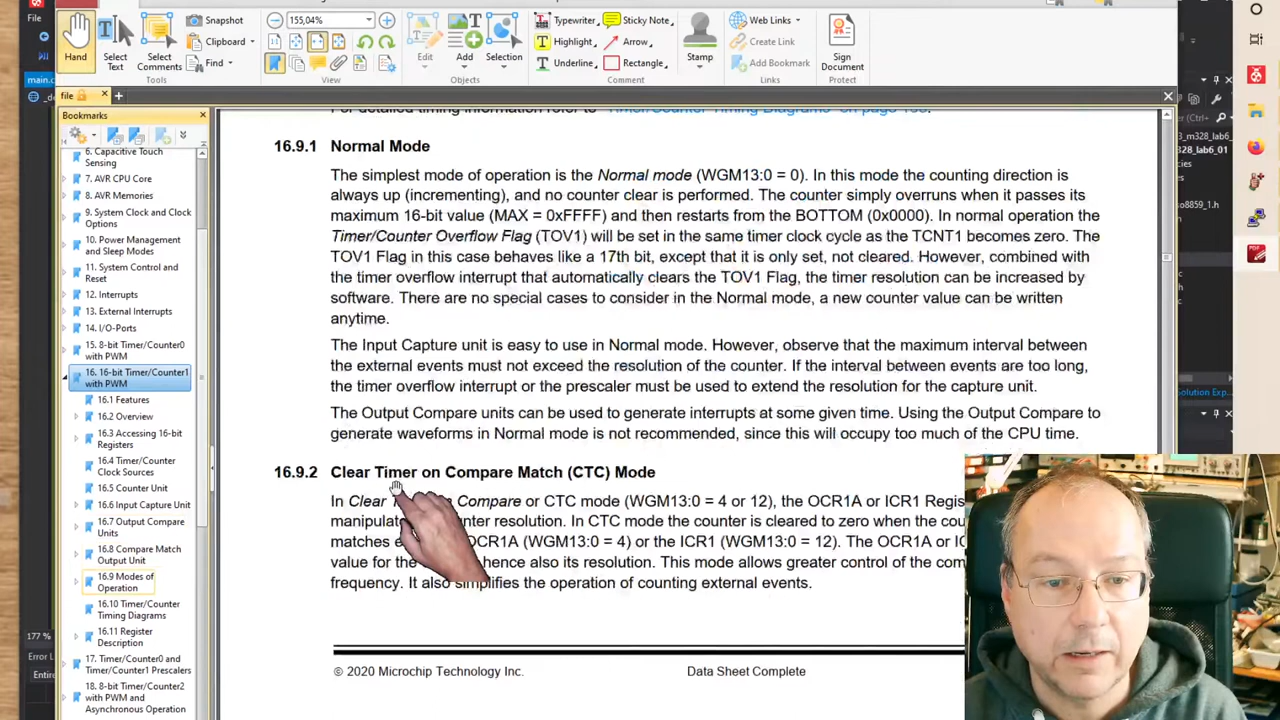 File
Hand
Select
Text
Select
Comments
Snapshot
Clipboard
Find
Tools
155,04%
View
Edit
Add
Selection
Objects
Typewriter
Highlight
Underline
Sticky Note
Arrow
Rectangle
Comment
Stamp
Web Links
Create Link
Add Bookmark
Links
Sign
Document
Protect
main.c
file
Bookmarks
6. Capacitive Touch
Sensing
7. AVR CPU Core
8. AVR Memories
9. System Clock and Clock
Options
10. Power Management
and Sleep Modes
11. System Control and
Reset
12. Interrupts
13. External Interrupts
14. I/O-Ports
15. 8-bit Timer/Counter0
with PWM
16. 16-bit Timer/Counter1
with PWM
16.1 Features
16.2 Overview
16.3 Accessing 16-bit
Registers
16.4 Timer/Counter
Clock Sources
16.5 Counter Unit
16.6 Input Capture Unit
16.7 Output Compare
Units
16.8 Compare Match
Output Unit
16.9 Modes of
Operation
16.10 Timer/Counter
Timing Diagrams
16.11 Register
Description
17. Timer/Counter0 and
Timer/Counter1 Prescalers
18. 8-bit Timer/Counter2
with PWM and
Asynchronous Operation
For detailed timing information refer to "Timer/Counter Timing Diagrams" on page
16.9.1 Normal Mode
The simplest mode of operation is the Normal mode (WGM13:0 = 0). In this mode the counting direction is
always up (incrementing), and no counter clear is performed. The counter simply overruns when it passes its
maximum 16-bit value (MAX = 0xFFFF) and then restarts from the BOTTOM (0x0000). In normal operation the
Timer/Counter Overflow Flag (TOV1) will be set in the same timer clock cycle as the TCNT1 becomes zero. The
TOV1 Flag in this case behaves like a 17th bit, except that it is only set, not cleared. However, combined with
the timer overflow interrupt that automatically clears the TOV1 Flag, the timer resolution can be increased by
software. There are no special cases to consider in the Normal mode, a new counter value can be written
anytime.
The Input Capture unit is easy to use in Normal mode. However, observe that the maximum interval between
the external events must not exceed the resolution of the counter. If the interval between events are too long,
the timer overflow interrupt or the prescaler must be used to extend the resolution for the capture unit.
The Output Compare units can be used to generate interrupts at some given time. Using the Output Compare to
generate waveforms in Normal mode is not recommended, since this will occupy too much of the CPU time.
16.9.2 Clear Timer on Compare Match (CTC) Mode
In Clear Compare or CTC mode (WGM13:0 = 4 or 12), the OCR1A or ICR1
resolution. In CTC mode the counter is cleared to zero when the
matches OCR1A (WGM13:0 = 4) or the ICR1 (WGM13:0 = 12). The OCR1A or
value for the hence also its resolution. This mode allows greater control of the
frequency. It also simplifies the operation of counting external events.
© 2020 Microchip Technology Inc.
Data Sheet Complete
177 %
Error
Entire
m328_lab6_01
so8859_1.h
Solution Exp